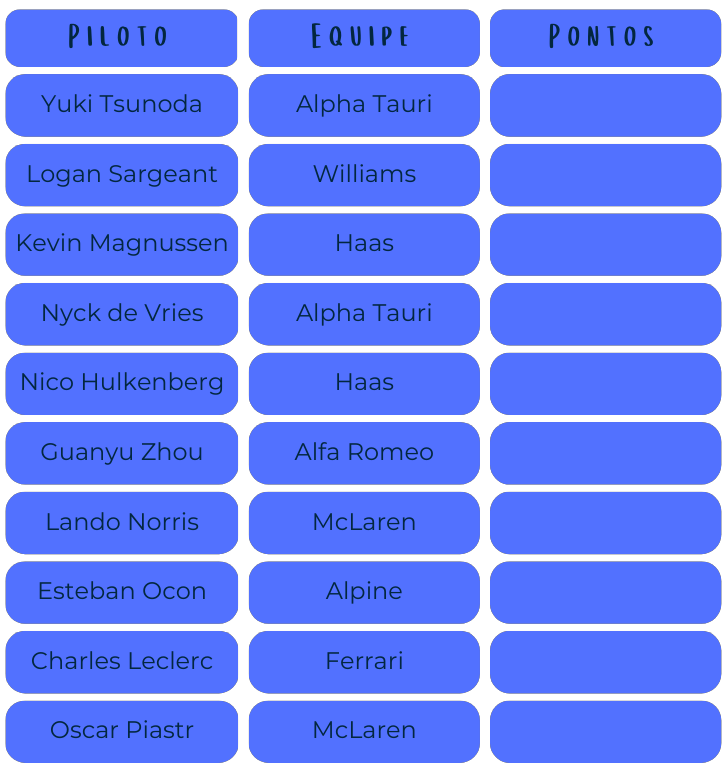 PILOTO EQUIPE PONTOS
Yuki Tsunoda Alpha Tauri
Logan Sargeant Williams
Kevin Magnussen Haas
Nyck de Vries Alpha Tauri
Nico Hulkenberg Haas
Guanyu Zhou Alfa Romeo
Lando Norris McLaren
Esteban Ocon Alpine
Charles Leclerc Ferrari
Oscar Piastr McLaren